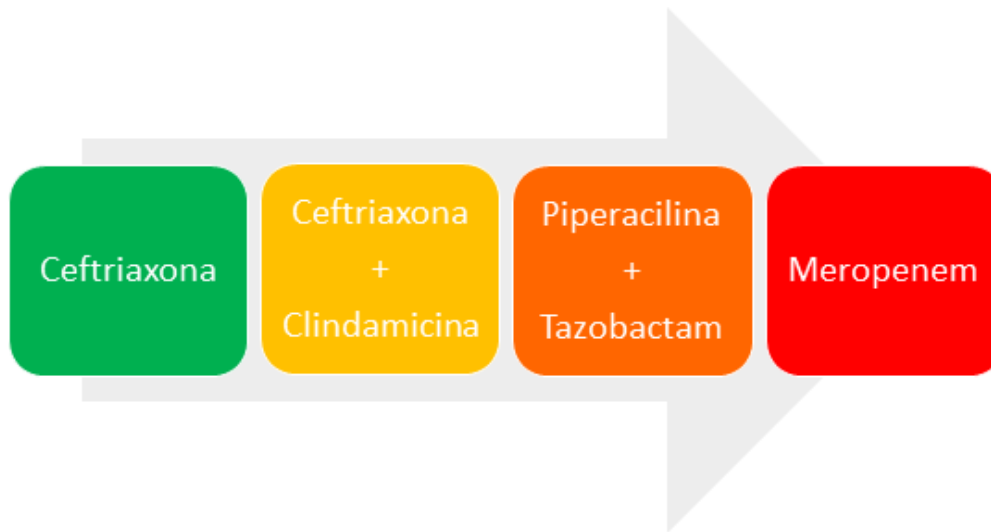 Ceftriaxona
Ceftriaxona
+
Clindamicina
Piperacilina
+
Tazobactam
Meropenem